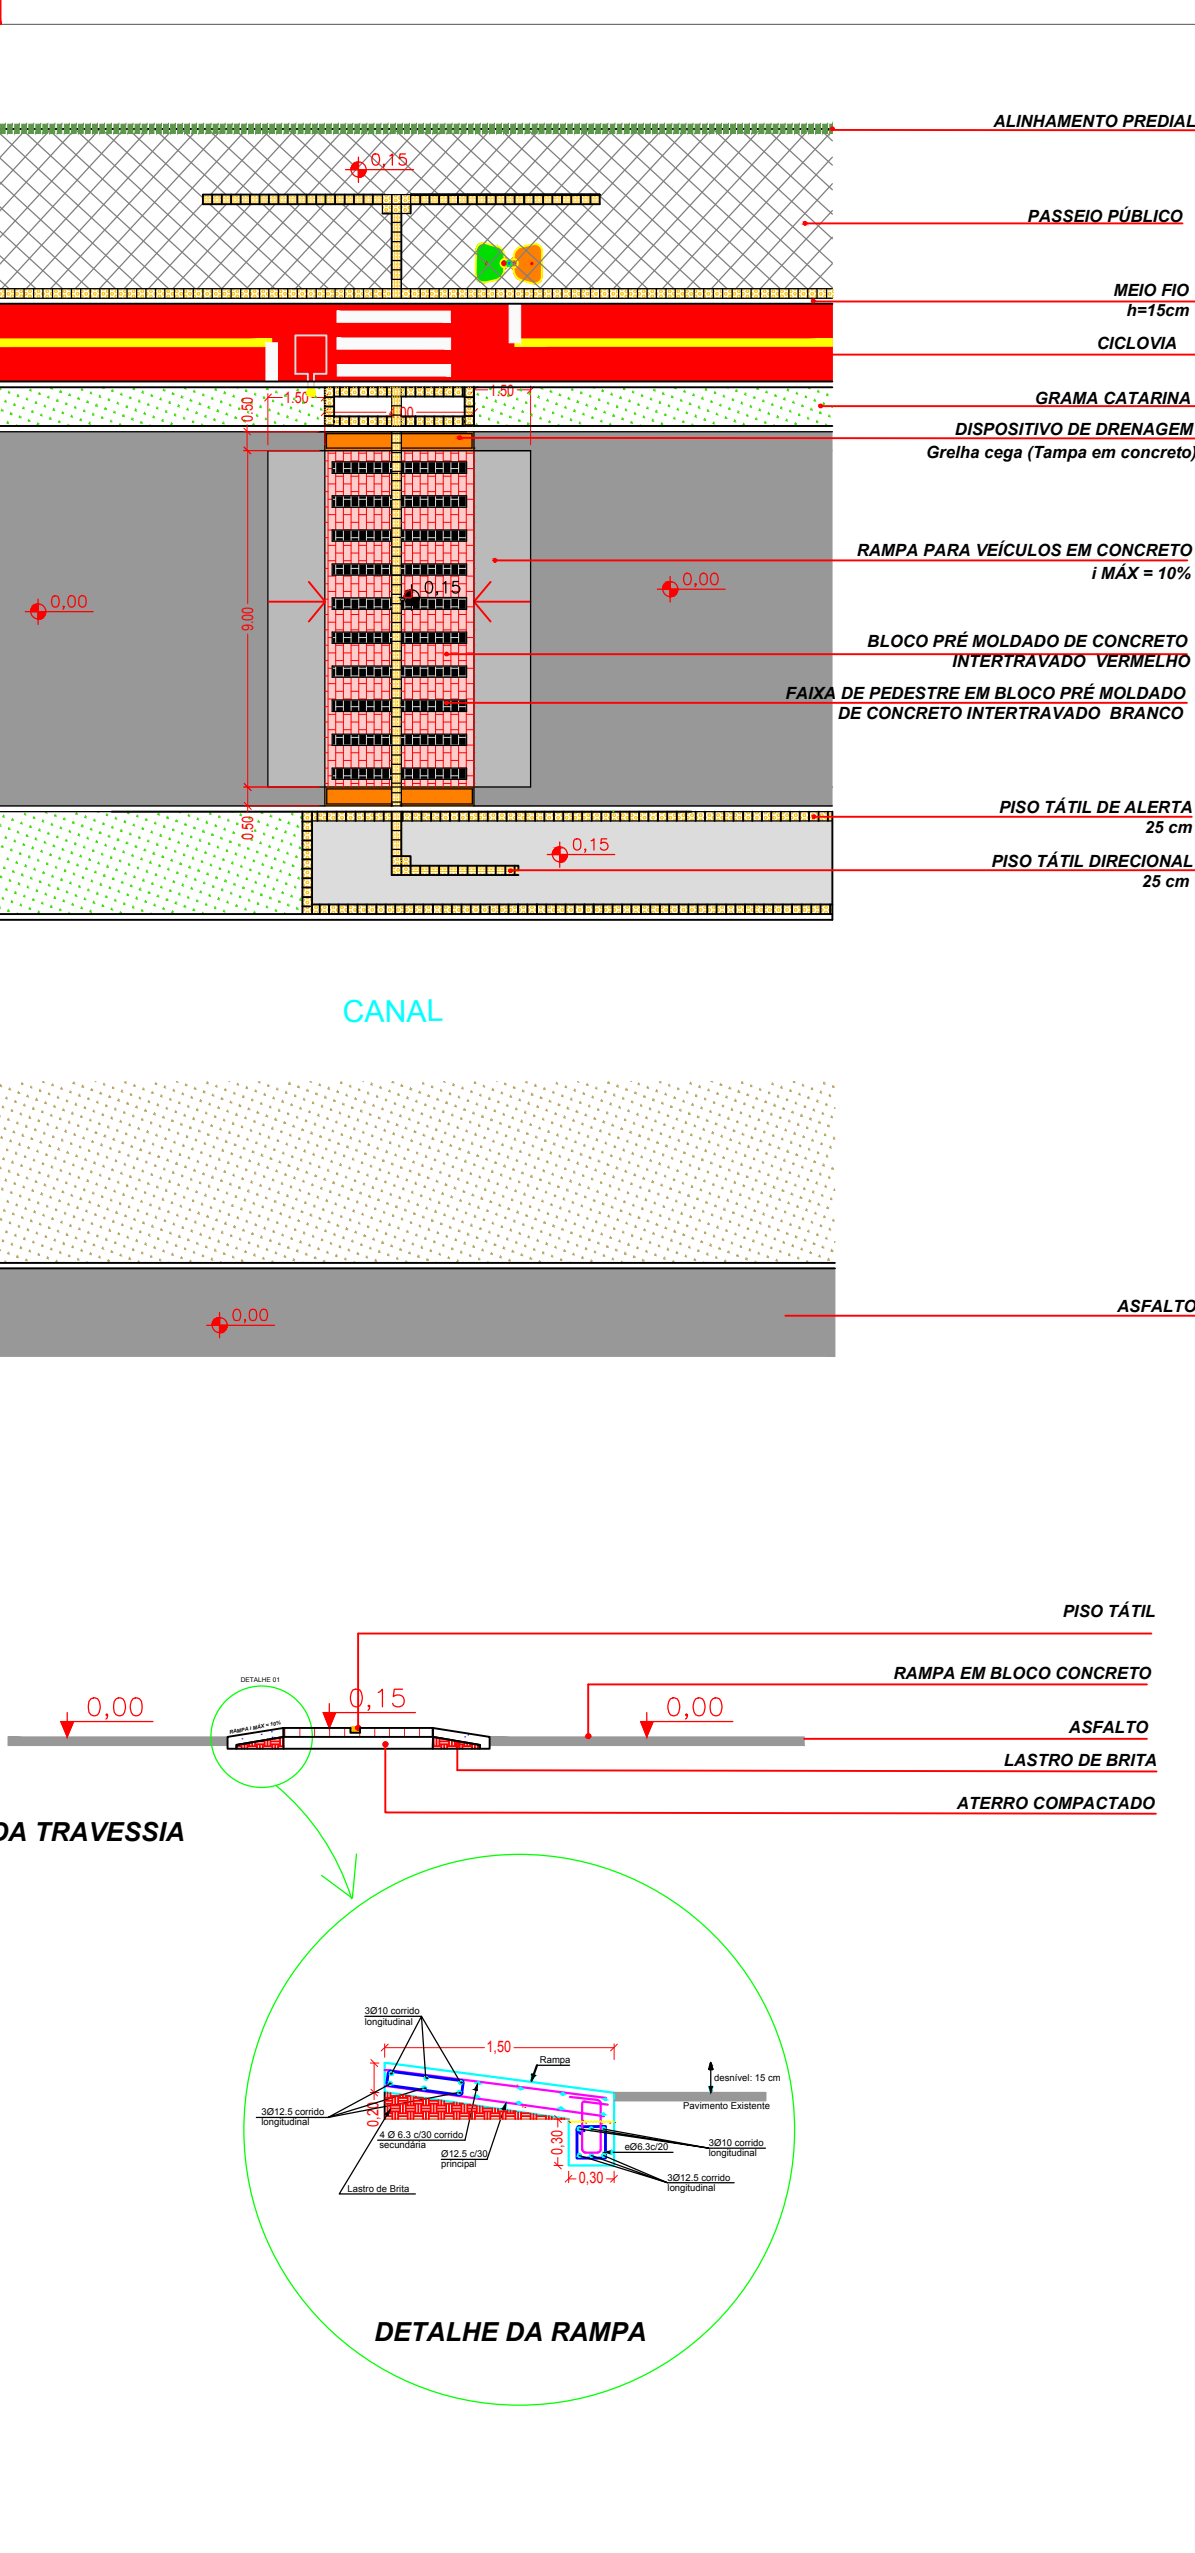 ALINHAMENTO PREDIAL
0,15
PASSEIO PÚBLICO
MEIO FIO
h=15cm
CICLOVIA
1.50
1.50
GRAMA CATARINA
0.50
4.00
DISPOSITIVO DE DRENAGEM
Grelha cega (Tampa em concreto)
RAMPA PARA VEÍCULOS EM CONCRETO
i MÁX = 10%
0,00
0,15
0,00
9.00
BLOCO PRÉ MOLDADO DE CONCRETO
INTERTRAVADO VERMELHO
FAIXA DE PEDESTRE EM BLOCO PRÉ MOLDADO
DE CONCRETO INTERTRAVADO BRANCO
PISO TÁTIL DE ALERTA
25 cm
0.50
0,15
PISO TÁTIL DIRECIONAL
25 cm
CANAL
0,00
ASFALTO
PISO TÁTIL
DETALHE 01
RAMPA EM BLOCO CONCRETO
0,00
0,15
0,00
RAMPA i MÁX = 10%
ASFALTO
LASTRO DE BRITA
ATERRO COMPACTADO
DA TRAVESSIA
3Ø10 corrido
longitudinal
1,50
Rampa
desnível: 15 cm
Pavimento Existente
0,20
3Ø12.5 corrido
longitudinal
4 Ø 6.3 c/30 corrido
secundária
Ø12.5 c/30
principal
0,30
eØ6.3c/20
3Ø10 corrido
longitudinal
0,30
3Ø12.5 corrido
longitudinal
Lastro de Brita
DETALHE DA RAMPA